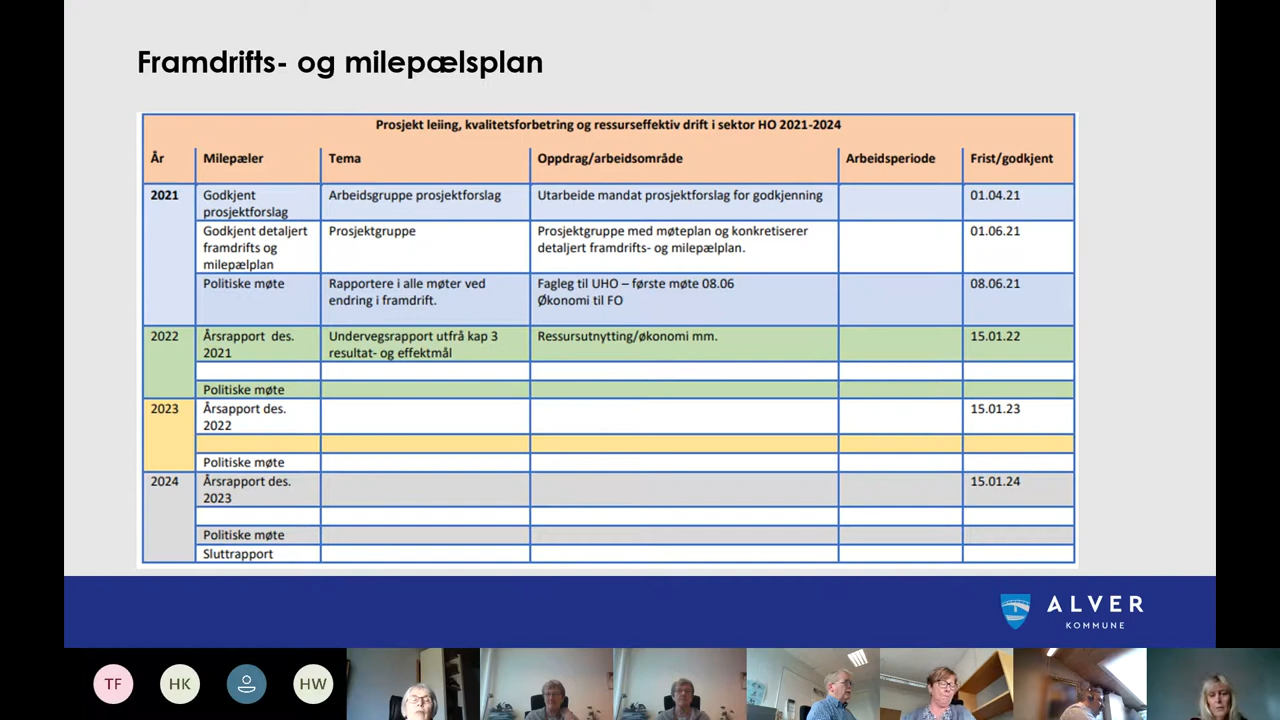 Framdrifts- og milepælsplan
Prosjekt leiing, kvalitetsforbetring og ressurseffektiv drift i sektor HO 2021-2024
År Milepæler Tema Oppdrag/arbeidsområde Arbeidsperiode Frist/godkjent
2021 Godkjent Arbeidsgruppe prosjektforslag Utarbeide mandat prosjektforslag for godkjenning 01.04.21
prosjektforslag
Godkjent detaljert Prosjektgruppe Prosjektgruppe med møteplan og konkretiserer 01.06.21
framdrifts og detaljert framdrifts- og milepælplan.
milepælplan
Politiske møte Rapportere i alle møter ved Fagleg til UHO – første møte 08.06 08.06.21
endring i framdrift. Økonomi til FO
2022 Årsrapport des. Undervegsrapport utfrå kap 3 Ressursutnytting/økonomi mm. 15.01.22
2021 resultat- og effektmål
Politiske møte
2023 Årsapport des. 15.01.23
2022
Politiske møte
2024 Årsrapport des. 15.01.24
2023
Politiske møte
Sluttrapport
ALVER
KOMMUNE
TF HK HW